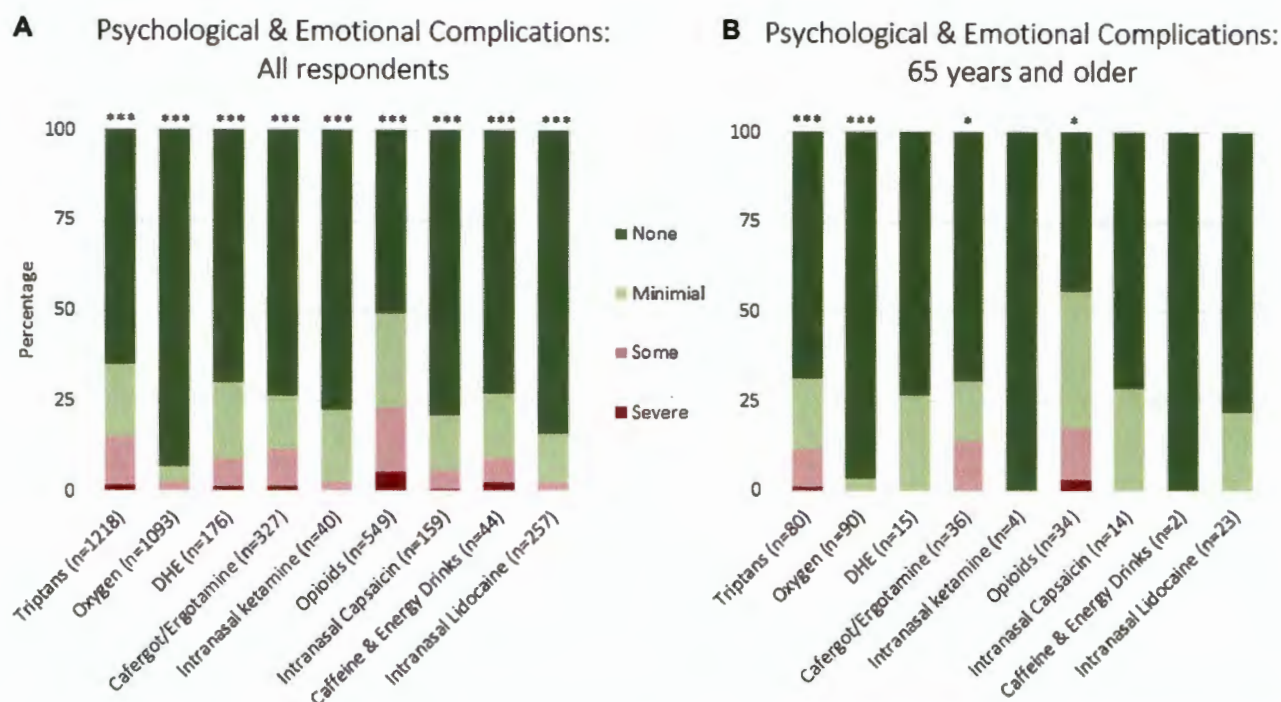 A
Psychological & Emotional Complications:
All respondents
Percentage
100
75
50
25
0
***
***
***
***
***
***
***
***
***
Triptans (n=1218)
Oxygen (n=1093)
DHE (n=176)
Cafergot/Ergotamine (n=327)
Intranasal ketamine (n=40)
Opioids (n=549)
Intranasal Capsaicin (n=159)
Caffeine & Energy Drinks (n=44)
Intranasal Lidocaine (n=257)
None
Minimial
Some
Severe
B
Psychological & Emotional Complications:
65 years and older
100
75
50
25
0
***
***
*
*
Triptans (n=80)
Oxygen (n=90)
DHE (n=15)
Cafergot/Ergotamine (n=36)
Intranasal ketamine (n=4)
Opioids (n=34)
Intranasal Capsaicin (n=14)
Caffeine & Energy Drinks (n=2)
Intranasal Lidocaine (n=23)